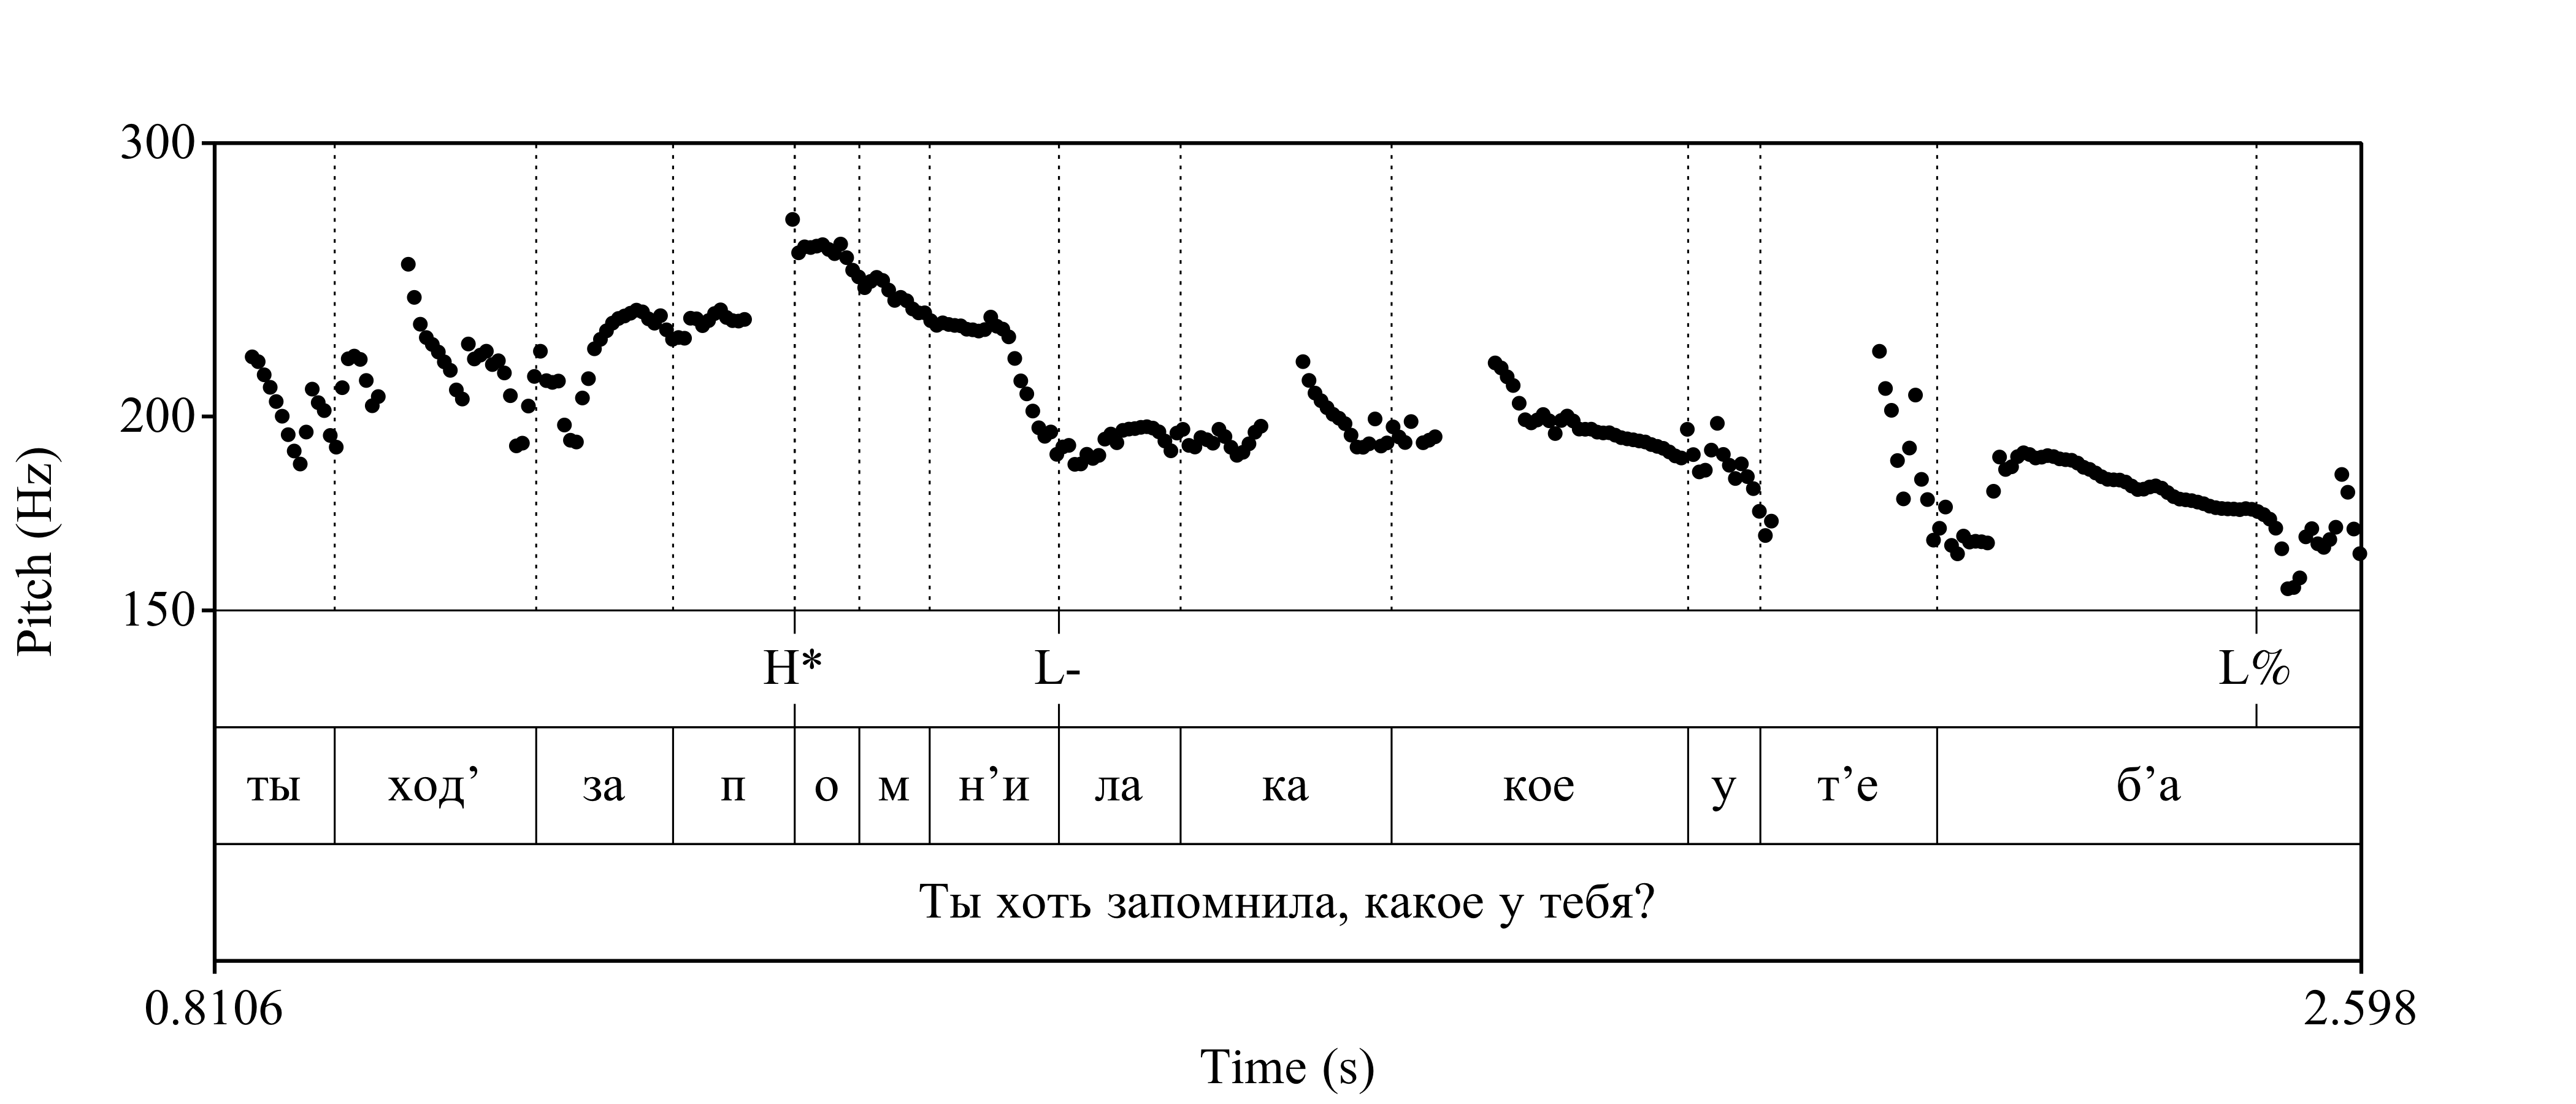 300
200
150
Pitch (Hz)
H* L- L%
ты ход’ за п о м н’и ла ка кое у т’е б’а
Ты хоть запомнила, какое у тебя?
0.8106 2.598
Time (s)